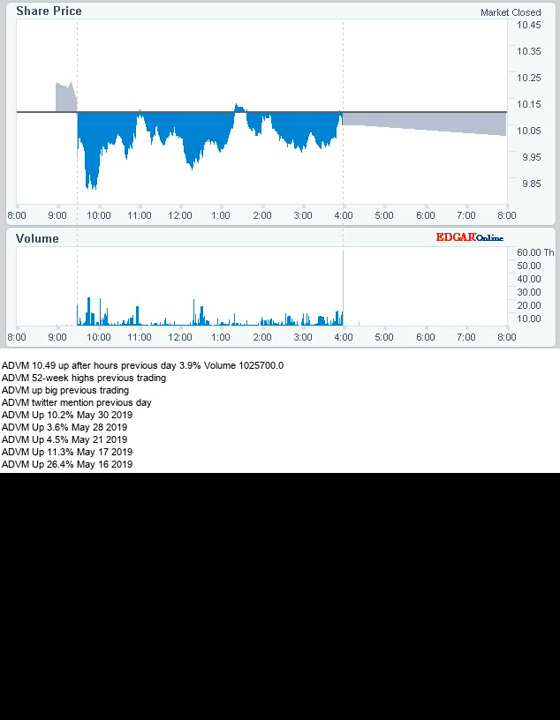 Share Price
Market Closed
10.45
10.35
10.25
10.15
10.05
9.95
9.85
8:00 9:00 10:00 11:00 12:00 1:00 2:00 3:00 4:00 5:00 6:00 7:00 8:00
Volume
EDGAR Online
60.00 Th
50.00
40.00
30.00
20.00
10.00
8:00 9:00 10:00 11:00 12:00 1:00 2:00 3:00 4:00 5:00 6:00 7:00 8:00
ADVM 10.49 up after hours previous day 3.9% Volume 1025700.0
ADVM 52-week highs previous trading
ADVM up big previous trading
ADVM twitter mention previous day
ADVM Up 10.2% May 30 2019
ADVM Up 3.6% May 28 2019
ADVM Up 4.5% May 21 2019
ADVM Up 11.3% May 17 2019
ADVM Up 26.4% May 16 2019